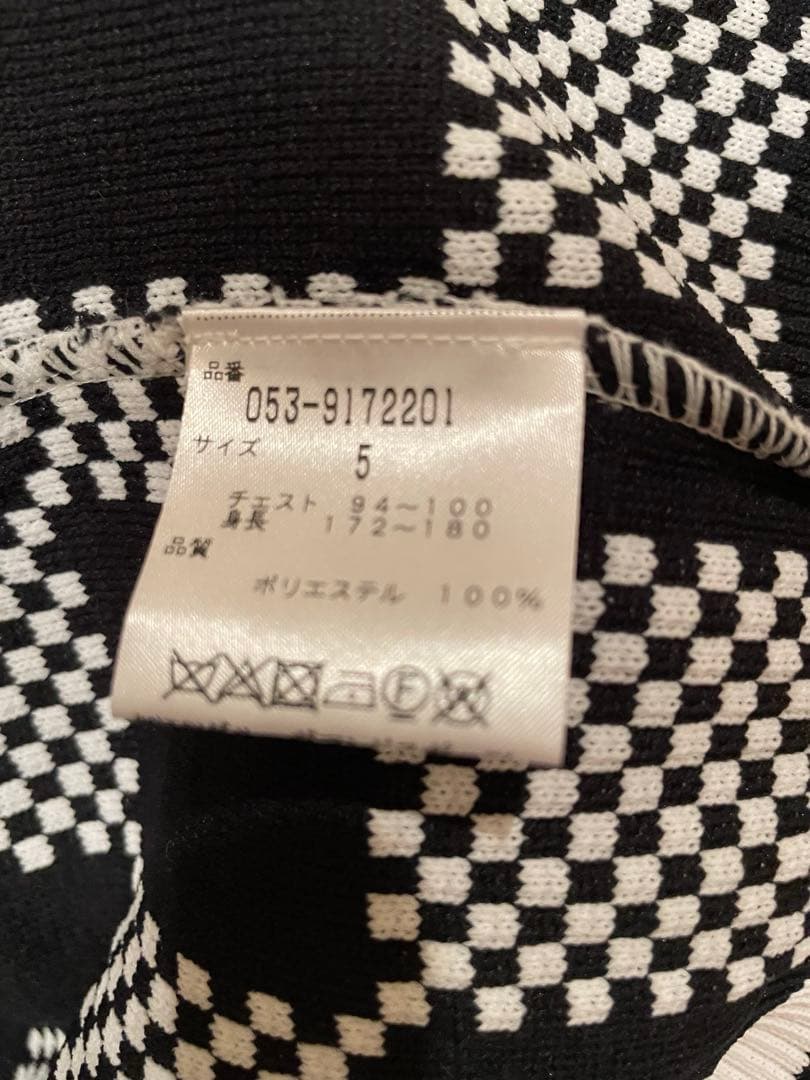 品番
053-9172201
サイズ
5
チェスト 94～100
身長 172～180
品質
ポリエステル 100%
F